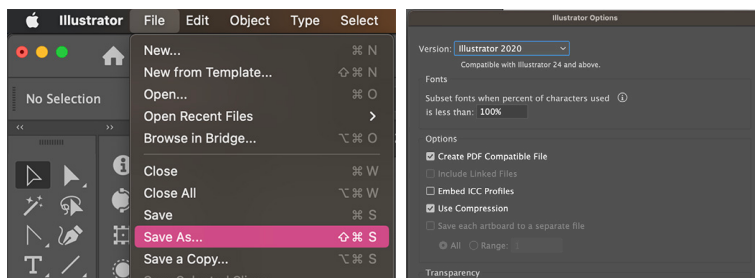 Illustrator File Edit Object Type Select
New... ⌘ N
New from Template... ⇧⌘ N
Open... ⌘ O
Open Recent Files >
Browse in Bridge... ⌥⌘ O
Close ⌘ W
Close All ⌥⌘ W
Save ⌘ S
Save As... ⇧⌘ S
Save a Copy... ⌥⌘ S
No Selection
<< >>
Illustrator Options
Version: Illustrator 2020
Compatible with Illustrator 24 and above.
Fonts
Subset fonts when percent of characters used
is less than: 100%
Options
Create PDF Compatible File
Include Linked Files
Embed ICC Profiles
Use Compression
Save each artboard to a separate file
All Range:
Transparency